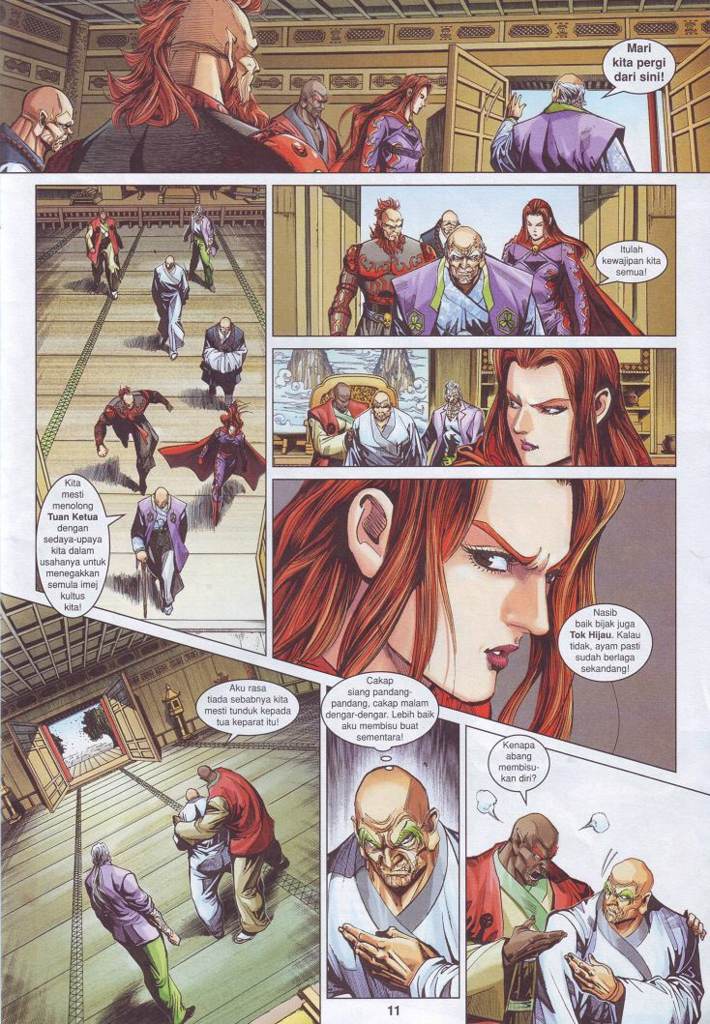 Mari
kita pergi
dari sini!
Itulah
kewajipan kita
semua!
Kita
mesti
menolong
Tuan Ketua
dengan
sedaya-upaya
kita dalam
usahanya untuk
menegakkan
semula imej
kultus
kita!
Nasib
baik bijak juga
Tok Hijau. Kalau
tidak, ayam pasti
sudah berlaga
sekandang!
Aku rasa
tiada sebabnya kita
mesti tunduk kepada
tua keparat itu!
Cakap
siang pandang-
pandang, cakap malam
dengar-dengar. Lebih baik
aku membisu buat
sementara!
Kenapa
abang
membisu-
kan diri?
11